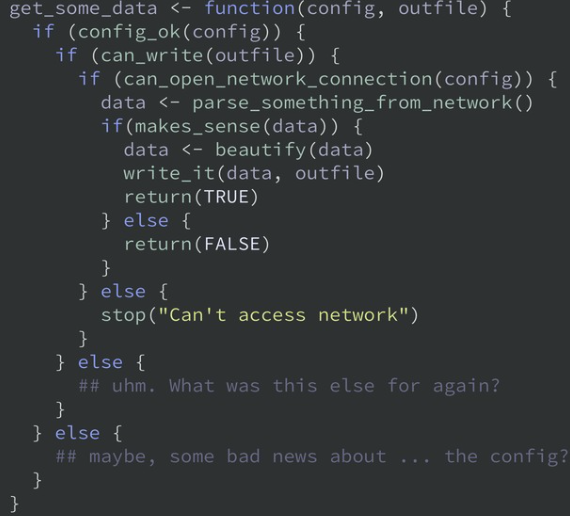 get_some_data <- function(config, outfile) {
  if (config_ok(config)) {
    if (can_write(outfile)) {
      if (can_open_network_connection(config)) {
        data <- parse_something_from_network()
        if(makes_sense(data)) {
          data <- beautify(data)
          write_it(data, outfile)
          return(TRUE)
        } else {
          return(FALSE)
        }
      } else {
        stop("Can't access network")
      }
    } else {
      ## uhm. What was this else for again?
    }
  } else {
    ## maybe, some bad news about ... the config?
  }
}